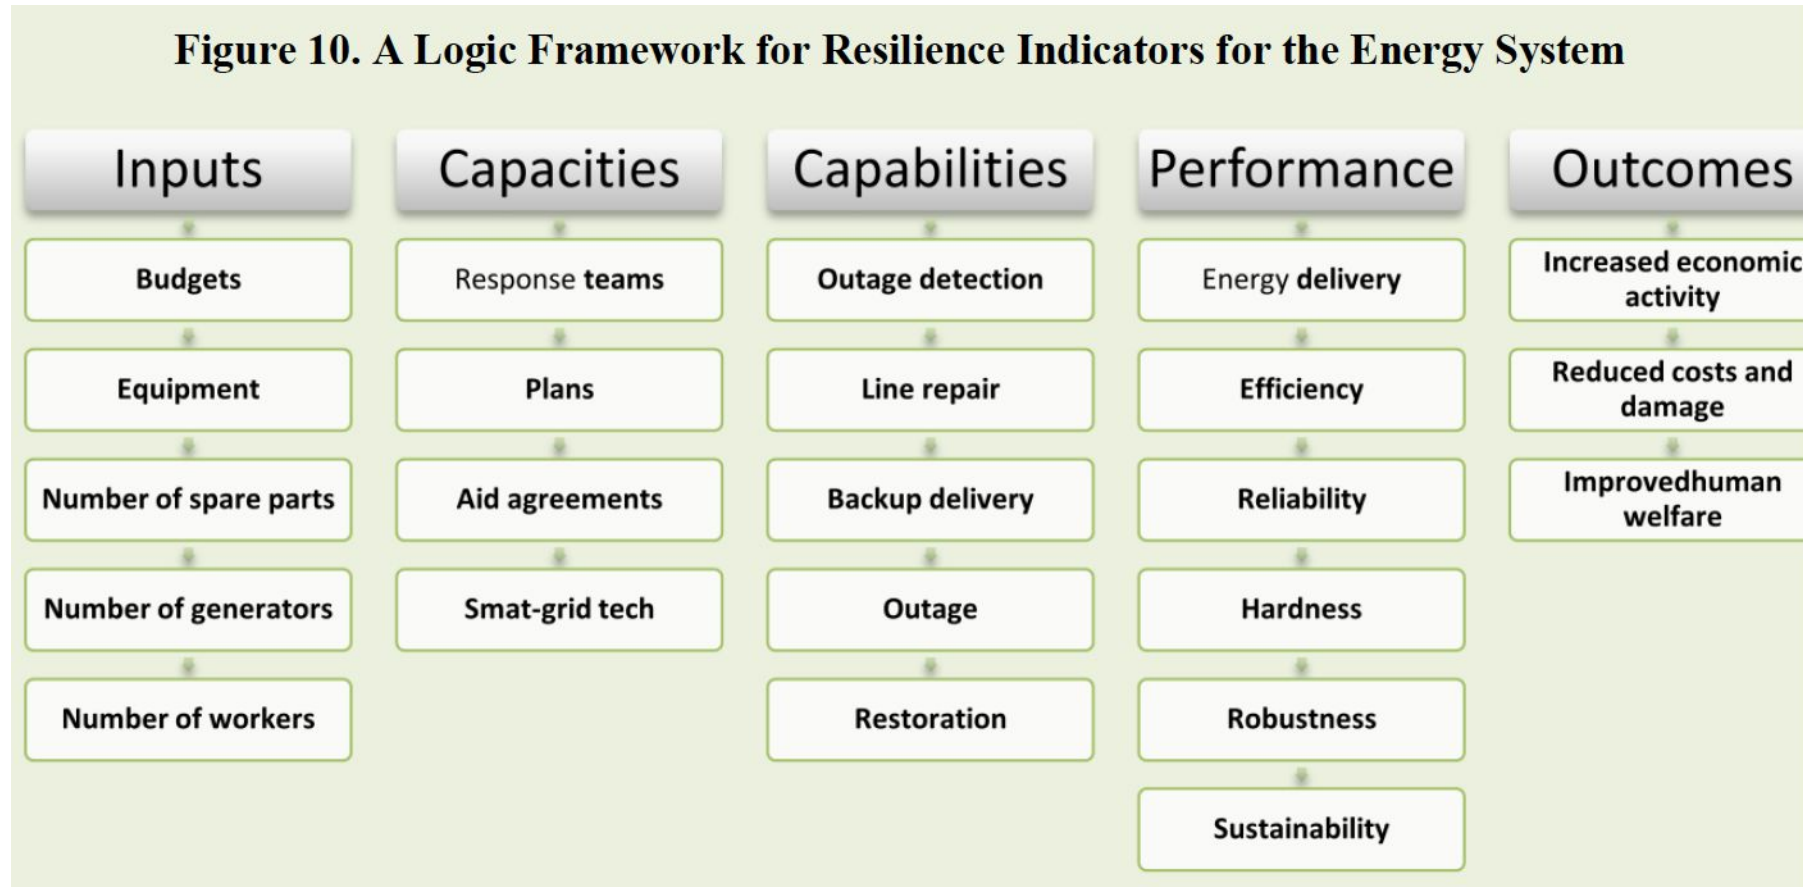 Figure 10. A Logic Framework for Resilience Indicators for the Energy System
Inputs
Budgets
Equipment
Number of spare parts
Number of generators
Number of workers
Capacities
Response teams
Plans
Aid agreements
Smat-grid tech
Capabilities
Outage detection
Line repair
Backup delivery
Outage
Restoration
Performance
Energy delivery
Efficiency
Reliability
Hardness
Robustness
Sustainability
Outcomes
Increased economic
activity
Reduced costs and
damage
Improvedhuman
welfare